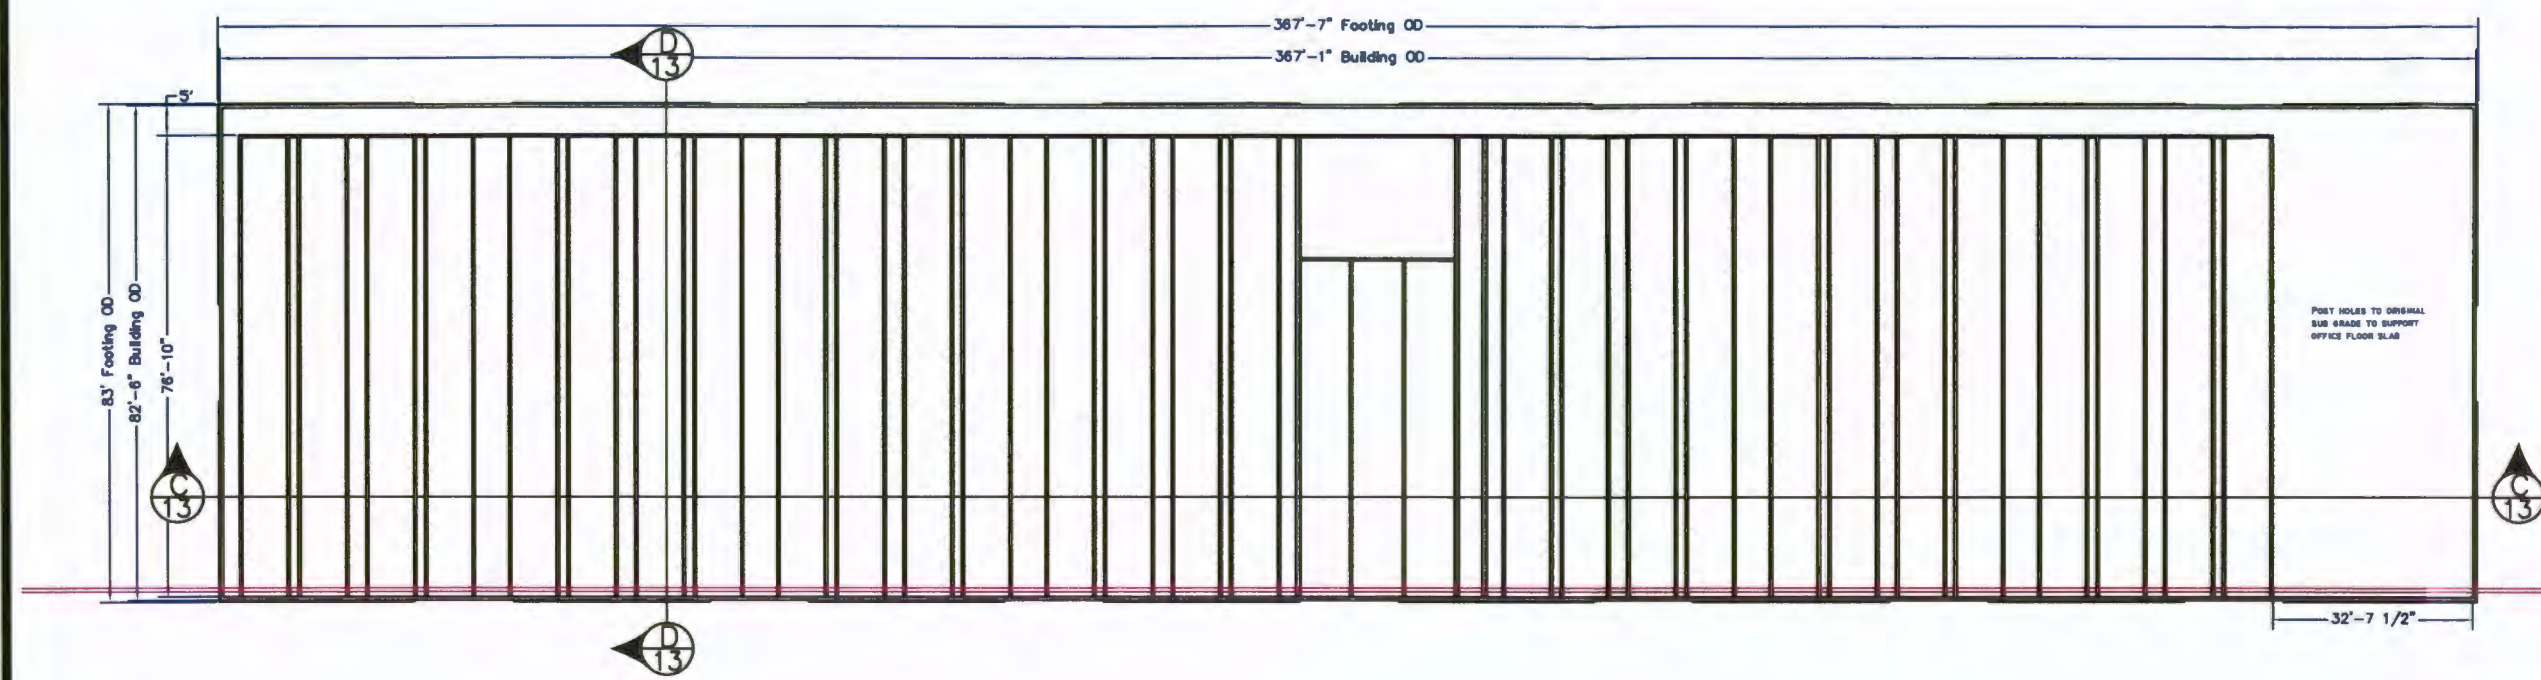 367'-7" Footing OD
367'-1" Building OD
D
13
5'
83' Footing OD
82'-6" Building OD
76'-10"
POST HOLES TO ORIGINAL
SUB GRADE TO SUPPORT
OFFICE FLOOR SLAB
C
13
C
13
32'-7 1/2"
D
13